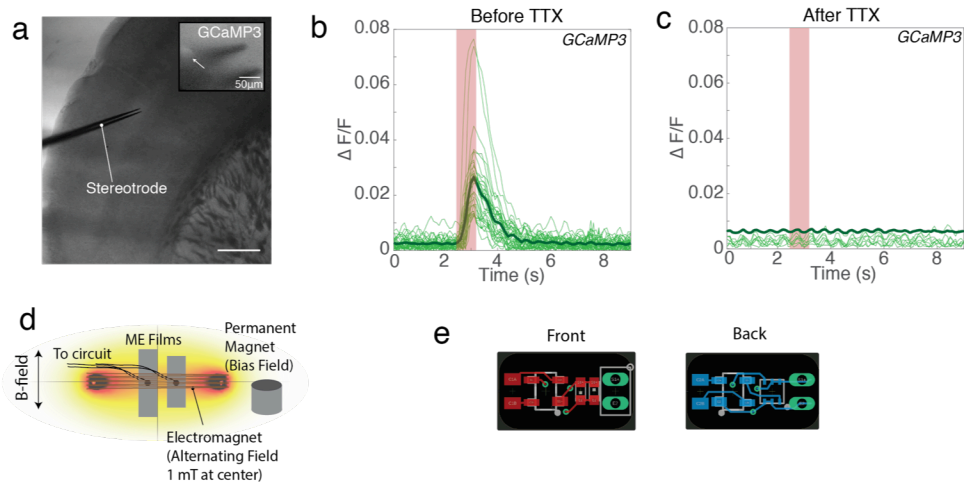 a
GCaMP3
50µm
Stereotrode
b
Before TTX
GCaMP3
0.08
0.06
0.04
0.02
0
Δ F/F
0 2 4 6 8
Time (s)
c
After TTX
GCaMP3
0.08
0.06
0.04
0.02
0
Δ F/F
0 2 4 6 8
Time (s)
d
B-field
To circuit
ME Films
Permanent
Magnet
(Bias Field)
Electromagnet
(Alternating Field
1 mT at center)
e
Front
Back